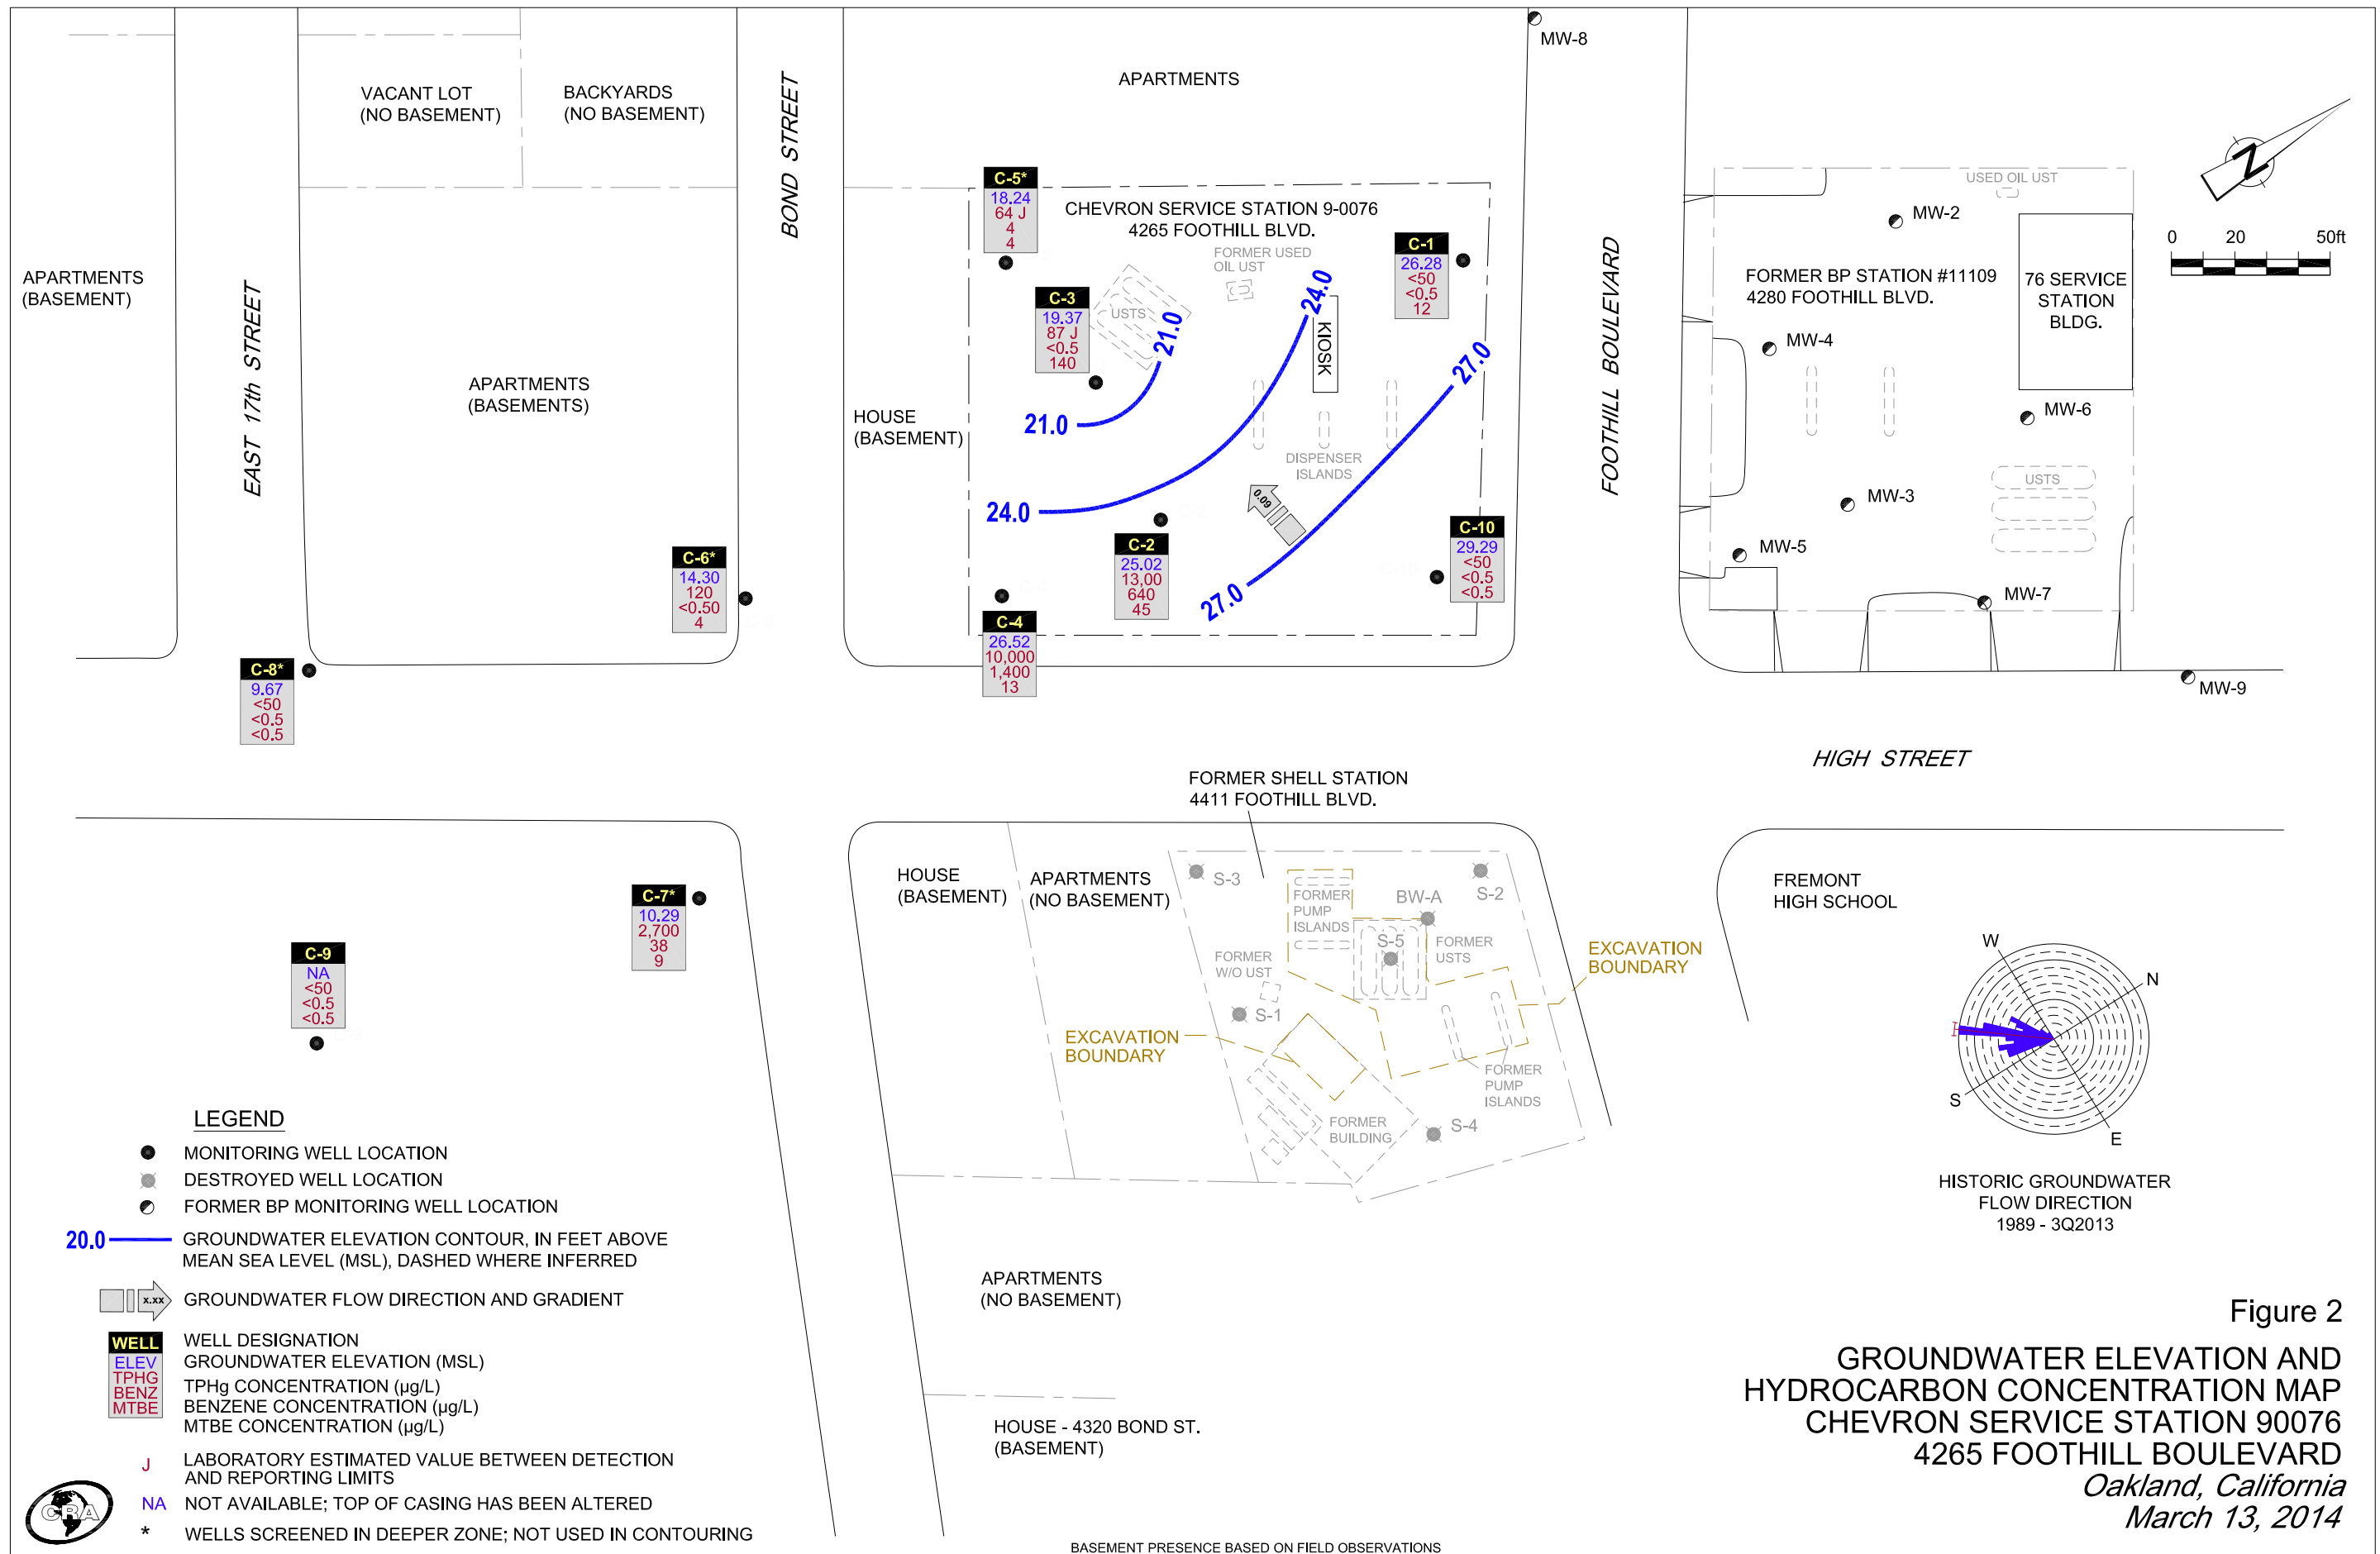 MW-8
VACANT LOT
(NO BASEMENT)
BACKYARDS
(NO BASEMENT)
BOND STREET
APARTMENTS
C-5*
18.24
64 J
4
4
CHEVRON SERVICE STATION 9-0076
4265 FOOTHILL BLVD.
FORMER USED
OIL UST
C-1
26.28
<50
<0.5
12
C-3
19.37
87 J
<0.5
140
USTS
21.0
21.0
24.0
24.0
KIOSK
27.0
27.0
DISPENSER
ISLANDS
0.09
C-2
25.02
13,00
640
45
C-10
29.29
<50
<0.5
<0.5
C-4
26.52
10,000
1,400
13
HOUSE
(BASEMENT)
APARTMENTS
(BASEMENT)
EAST 17th STREET
APARTMENTS
(BASEMENTS)
C-6*
14.30
120
<0.50
4
C-8*
9.67
<50
<0.5
<0.5
FOOTHILL BOULEVARD
USED OIL UST
MW-2
FORMER BP STATION #11109
4280 FOOTHILL BLVD.
76 SERVICE
STATION
BLDG.
MW-4
MW-6
MW-3
USTS
MW-5
MW-7
MW-9
N
0 20 50ft
HIGH STREET
FORMER SHELL STATION
4411 FOOTHILL BLVD.
HOUSE
(BASEMENT)
APARTMENTS
(NO BASEMENT)
S-3
FORMER
PUMP
ISLANDS
BW-A
S-2
S-5
FORMER
USTS
FORMER
W/O UST
S-1
EXCAVATION
BOUNDARY
EXCAVATION
BOUNDARY
FORMER
PUMP
ISLANDS
FORMER
BUILDING
S-4
FREMONT
HIGH SCHOOL
W
N
S
E
HISTORIC GROUNDWATER
FLOW DIRECTION
1989 - 3Q2013
C-7*
10.29
2,700
38
9
C-9
NA
<50
<0.5
<0.5
APARTMENTS
(NO BASEMENT)
HOUSE - 4320 BOND ST.
(BASEMENT)
LEGEND
MONITORING WELL LOCATION
DESTROYED WELL LOCATION
FORMER BP MONITORING WELL LOCATION
20.0 GROUNDWATER ELEVATION CONTOUR, IN FEET ABOVE
MEAN SEA LEVEL (MSL), DASHED WHERE INFERRED
x.xx GROUNDWATER FLOW DIRECTION AND GRADIENT
WELL WELL DESIGNATION
ELEV GROUNDWATER ELEVATION (MSL)
TPHG TPHg CONCENTRATION (µg/L)
BENZ BENZENE CONCENTRATION (µg/L)
MTBE MTBE CONCENTRATION (µg/L)
J LABORATORY ESTIMATED VALUE BETWEEN DETECTION
AND REPORTING LIMITS
NA NOT AVAILABLE; TOP OF CASING HAS BEEN ALTERED
* WELLS SCREENED IN DEEPER ZONE; NOT USED IN CONTOURING
CRA
BASEMENT PRESENCE BASED ON FIELD OBSERVATIONS
Figure 2
GROUNDWATER ELEVATION AND
HYDROCARBON CONCENTRATION MAP
CHEVRON SERVICE STATION 90076
4265 FOOTHILL BOULEVARD
Oakland, California
March 13, 2014